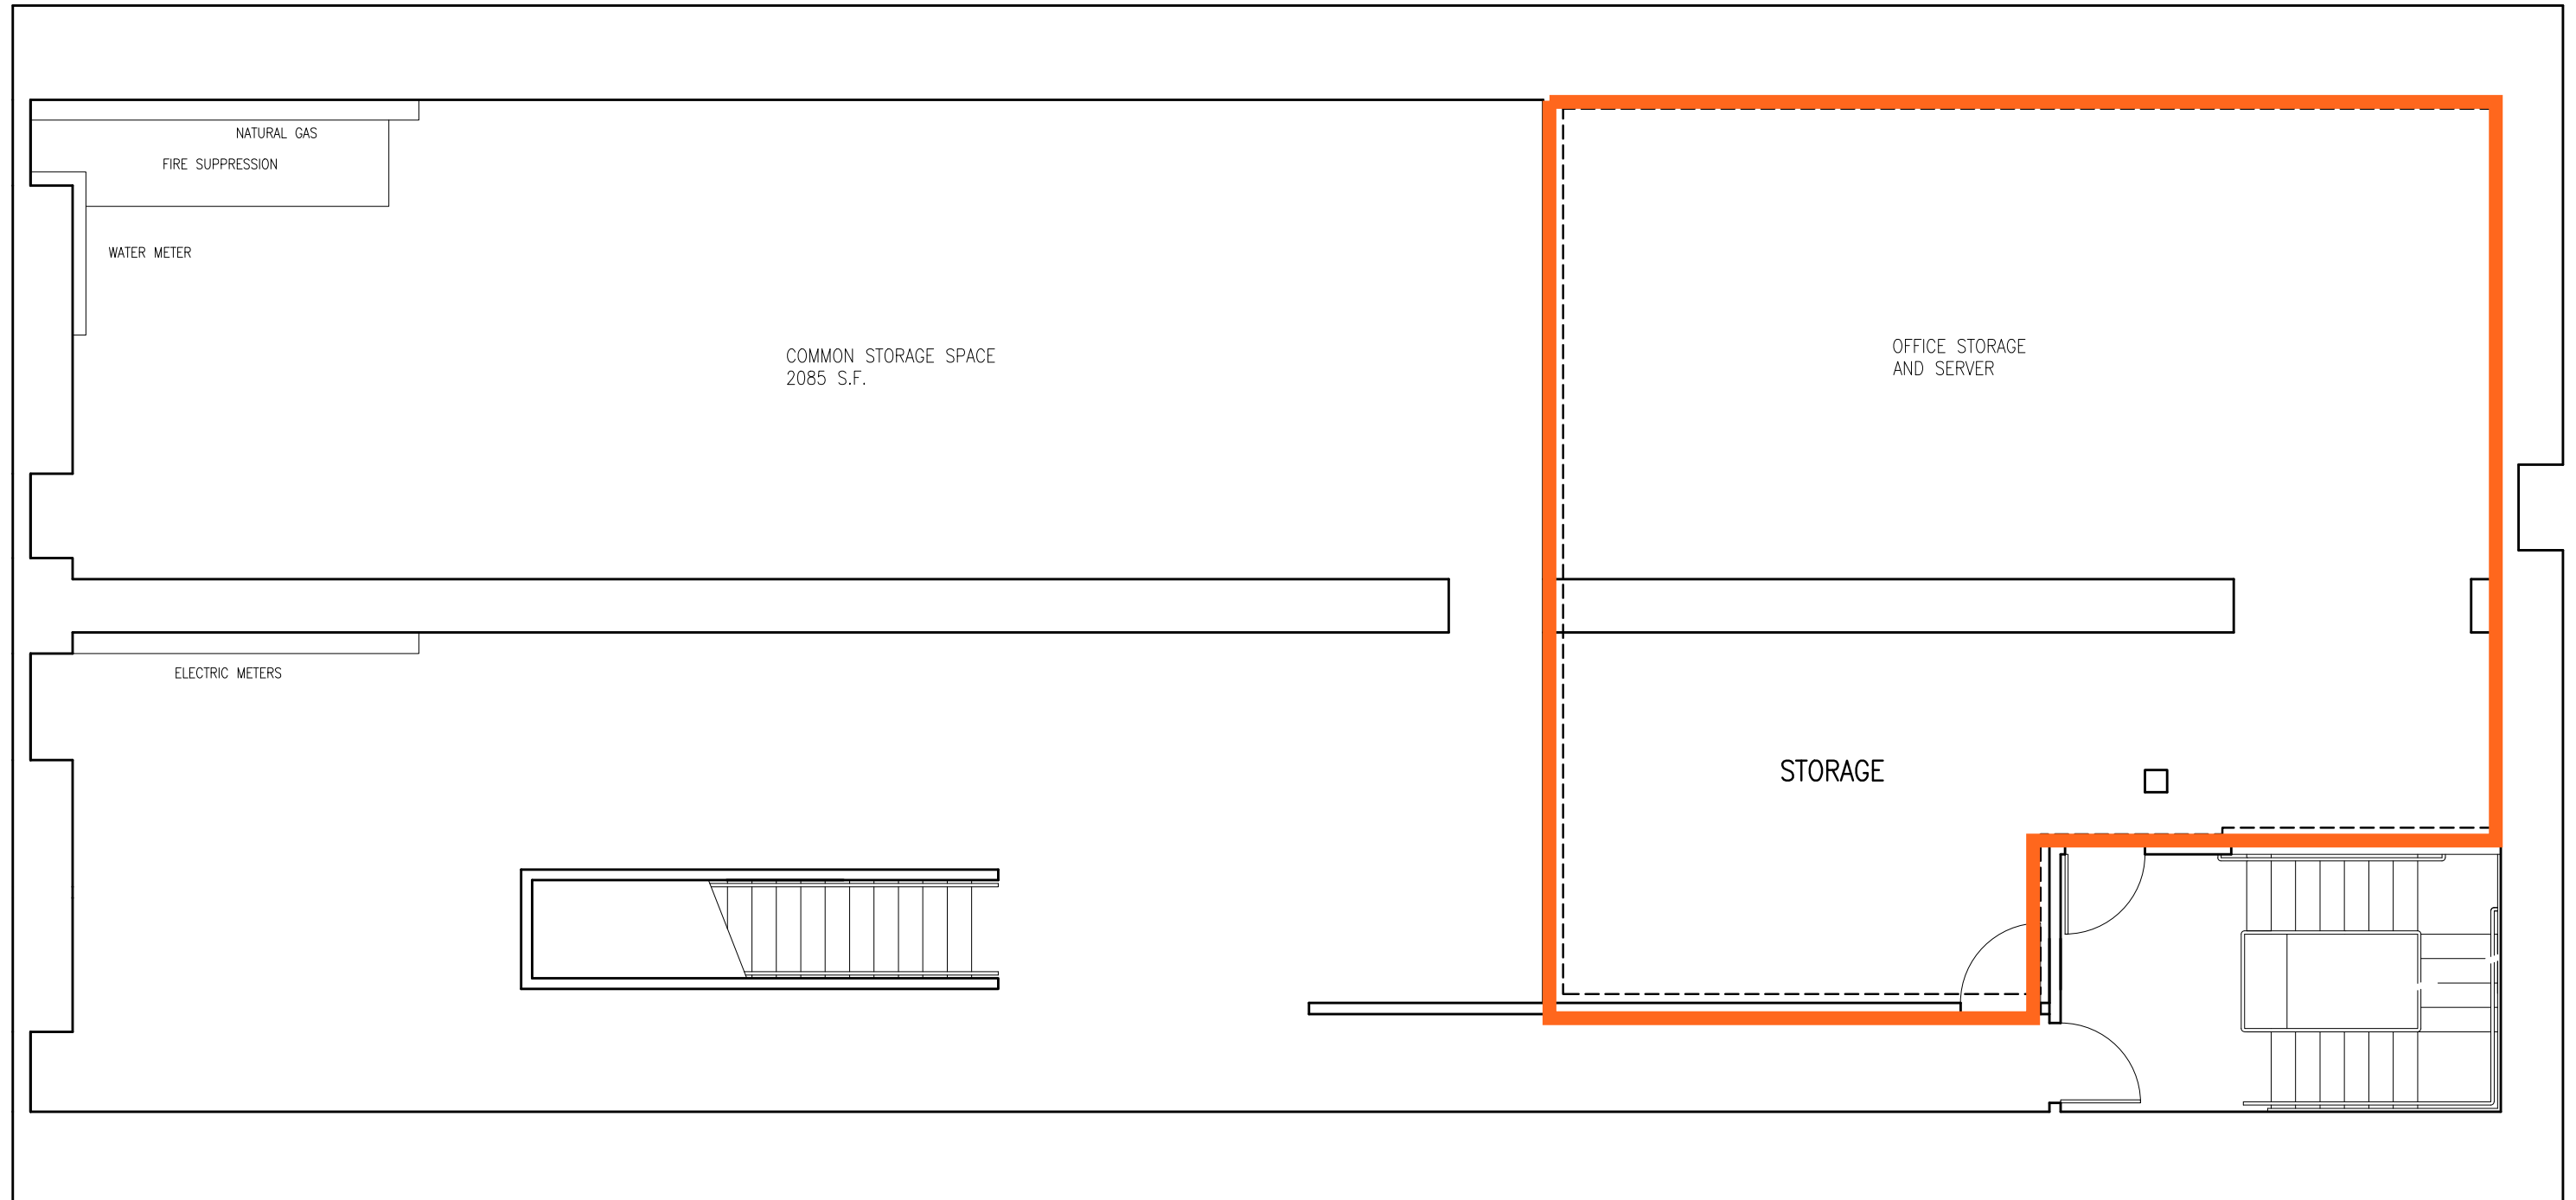 NATURAL GAS
FIRE SUPPRESSION
WATER METER
COMMON STORAGE SPACE
2085 S.F.
OFFICE STORAGE
AND SERVER
ELECTRIC METERS
STORAGE